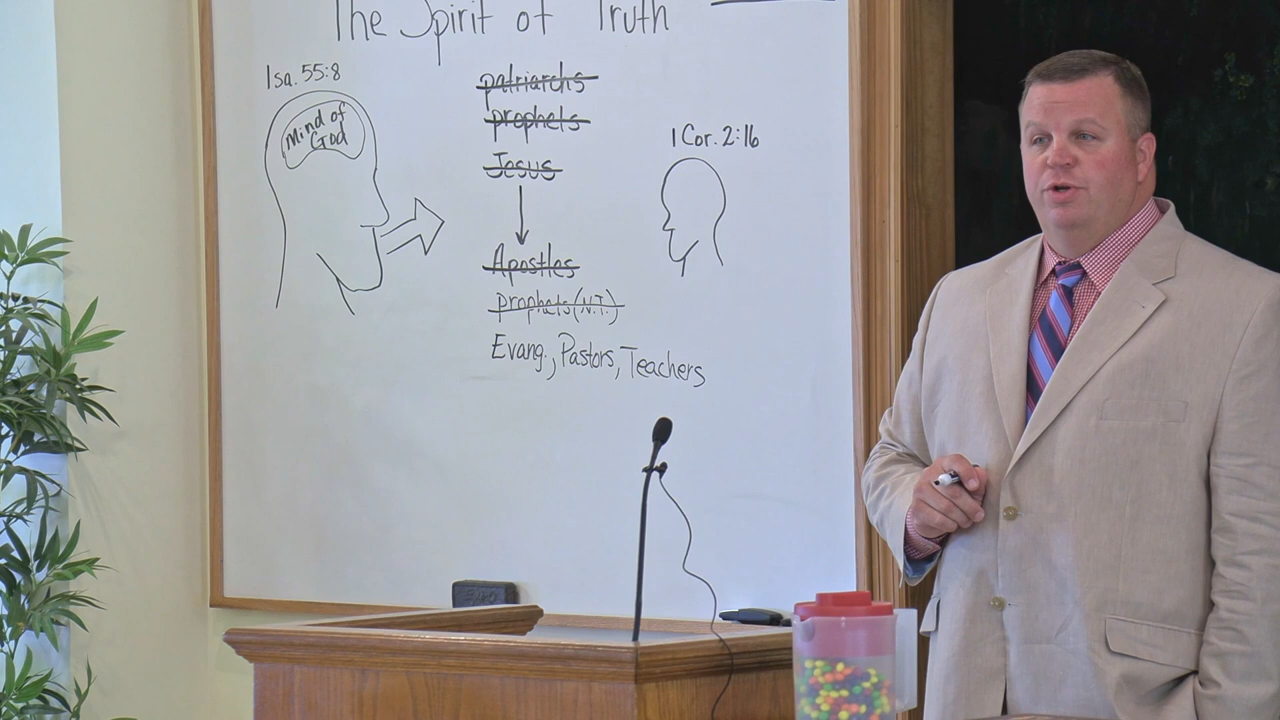 The Spirit of Truth
Isa. 55:8
Mind of
God
patriarchs
prophets
Jesus
Apostles
prophets (N.T.)
Evang., Pastors, Teachers
1 Cor. 2:16